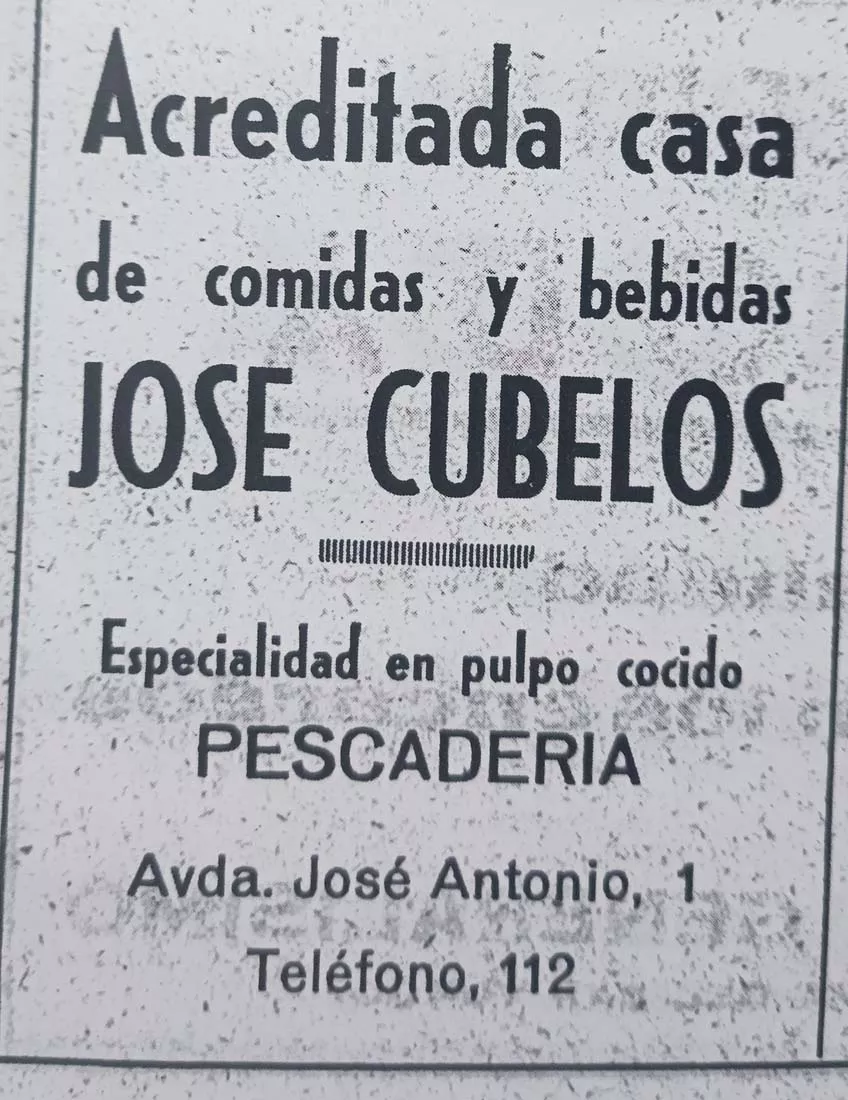 Acreditada casa
de comidas y bebidas
JOSE CUBELOS
Especialidad en pulpo cocido
PESCADERIA
Avda. José Antonio, 1
Teléfono, 112